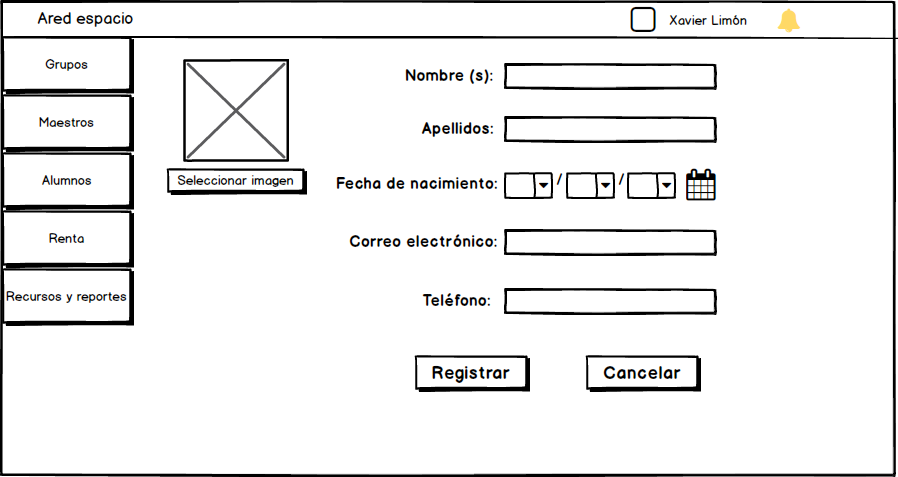 Ared espacio
Xavier Limón
Grupos
Maestros
Alumnos
Renta
Recursos y reportes
Seleccionar imagen
Nombre (s):
Apellidos:
Fecha de nacimiento: / /
Correo electrónico:
Teléfono:
Registrar
Cancelar